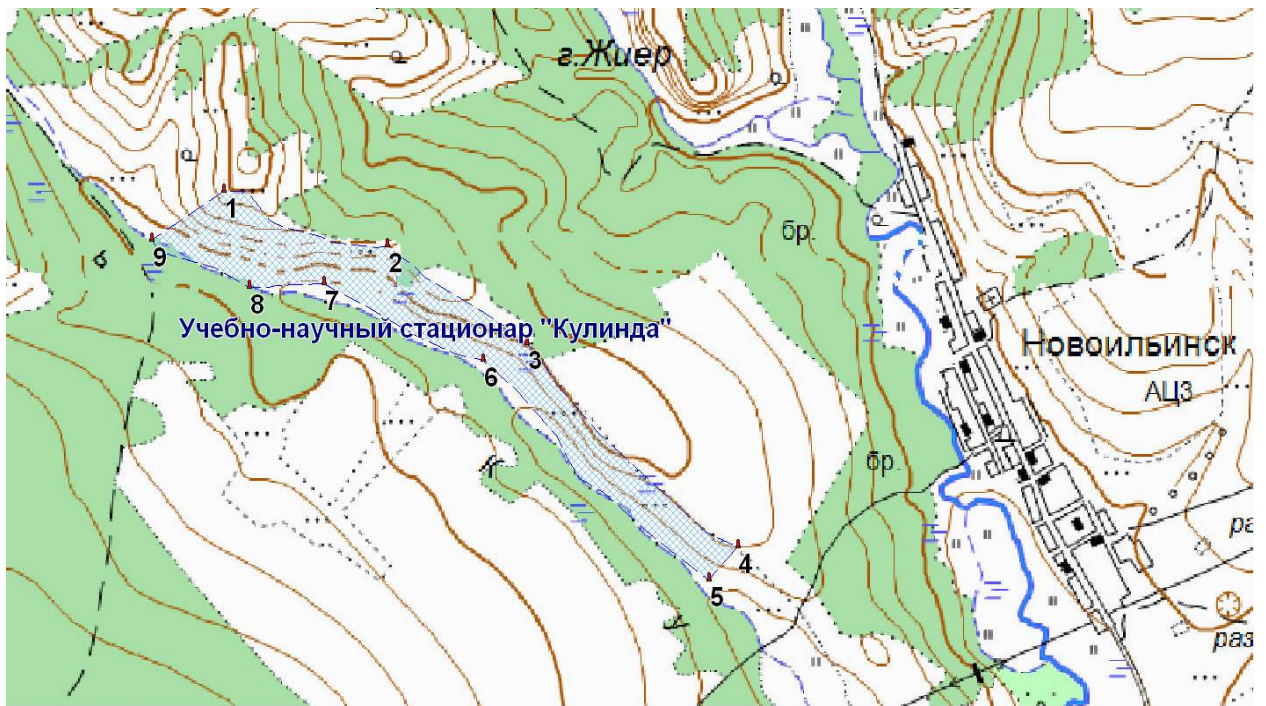 г.Жиер
1
бр.
2
9
7
8
Учебно-научный стационар "Кулинда"
3
Новоильинск
6
АЦЗ
бр.
4
5
раз